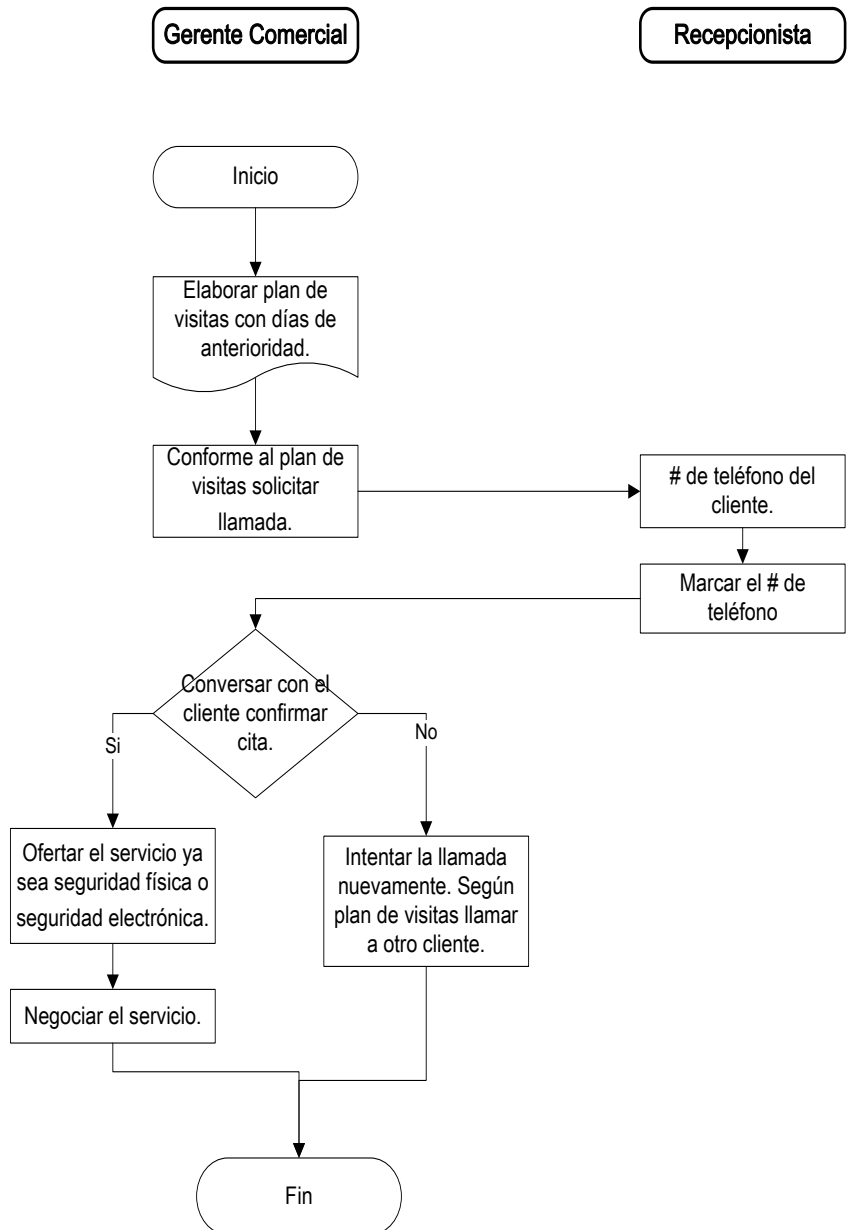 Gerente Comercial
Recepcionista
Inicio
Elaborar plan de
visitas con días de
anterioridad.
Conforme al plan de
visitas solicitar
llamada.
# de teléfono del
cliente.
Marcar el # de
teléfono
Conversar con el
cliente confirmar
cita.
Si
No
Ofertar el servicio ya
sea seguridad física o
seguridad electrónica.
Intentar la llamada
nuevamente. Según
plan de visitas llamar
a otro cliente.
Negociar el servicio.
Fin